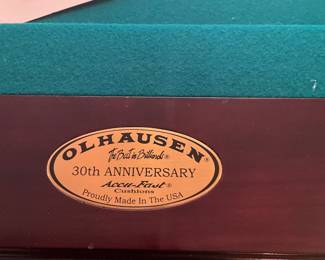 OLHAUSEN
The Best in Billiards®
30th ANNIVERSARY
Accu-Fast®
Cushions
Proudly Made In The USA